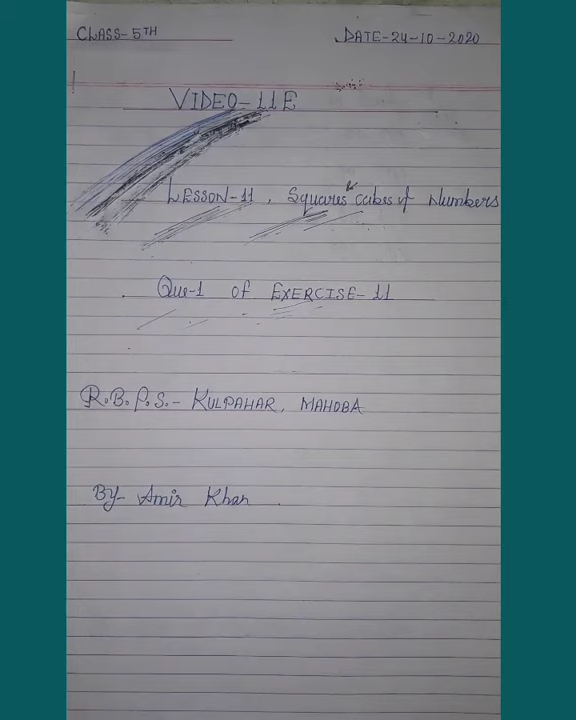 CLASS- 5TH DATE-24-10-2020
VIDEO-11E
LESSON-11, Squares & cubes of Numbers
Que-1 of EXERCISE-11
R.B.P.S.- KULPAHAR, MAHOBA
By- Amir Khan